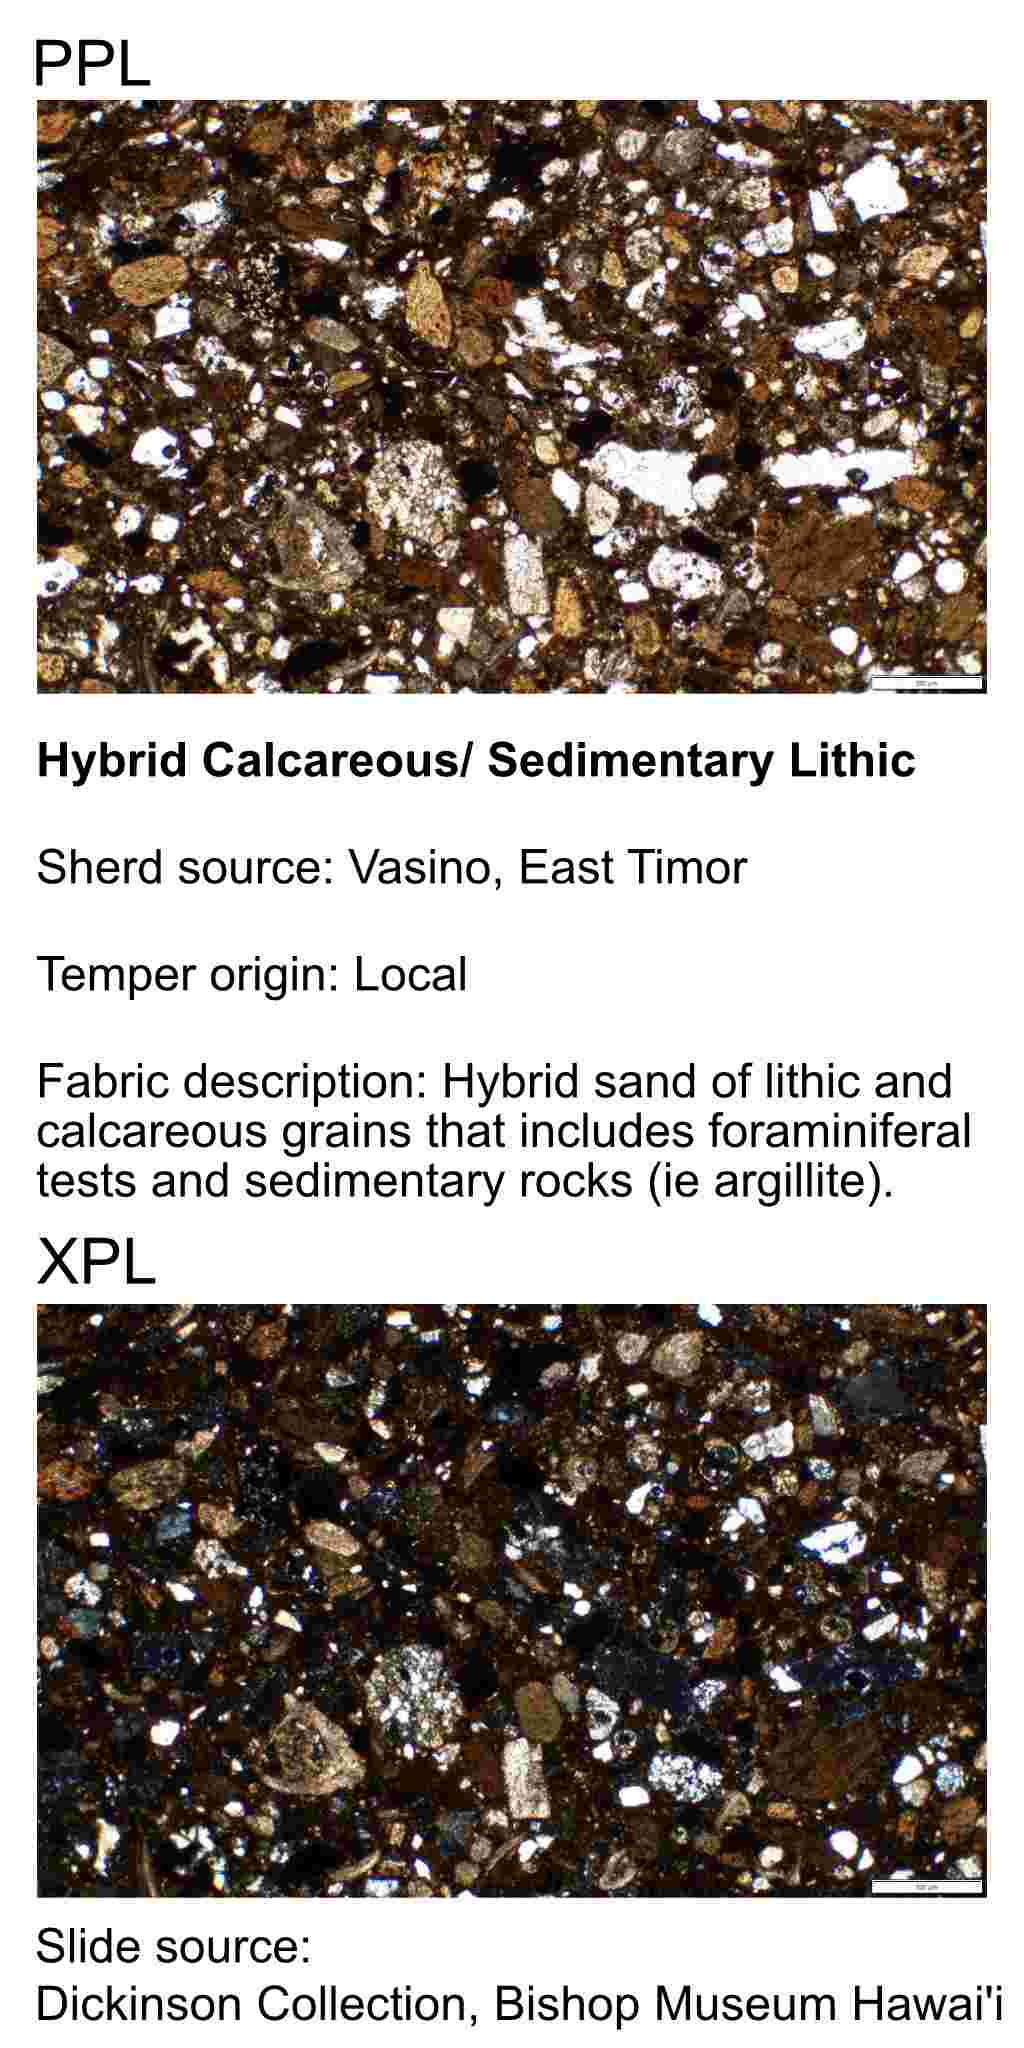 PPL
Hybrid Calcareous/ Sedimentary Lithic
Sherd source: Vasino, East Timor
Temper origin: Local
Fabric description: Hybrid sand of lithic and
calcareous grains that includes foraminiferal
tests and sedimentary rocks (ie argillite).
XPL
Slide source:
Dickinson Collection, Bishop Museum Hawai'i